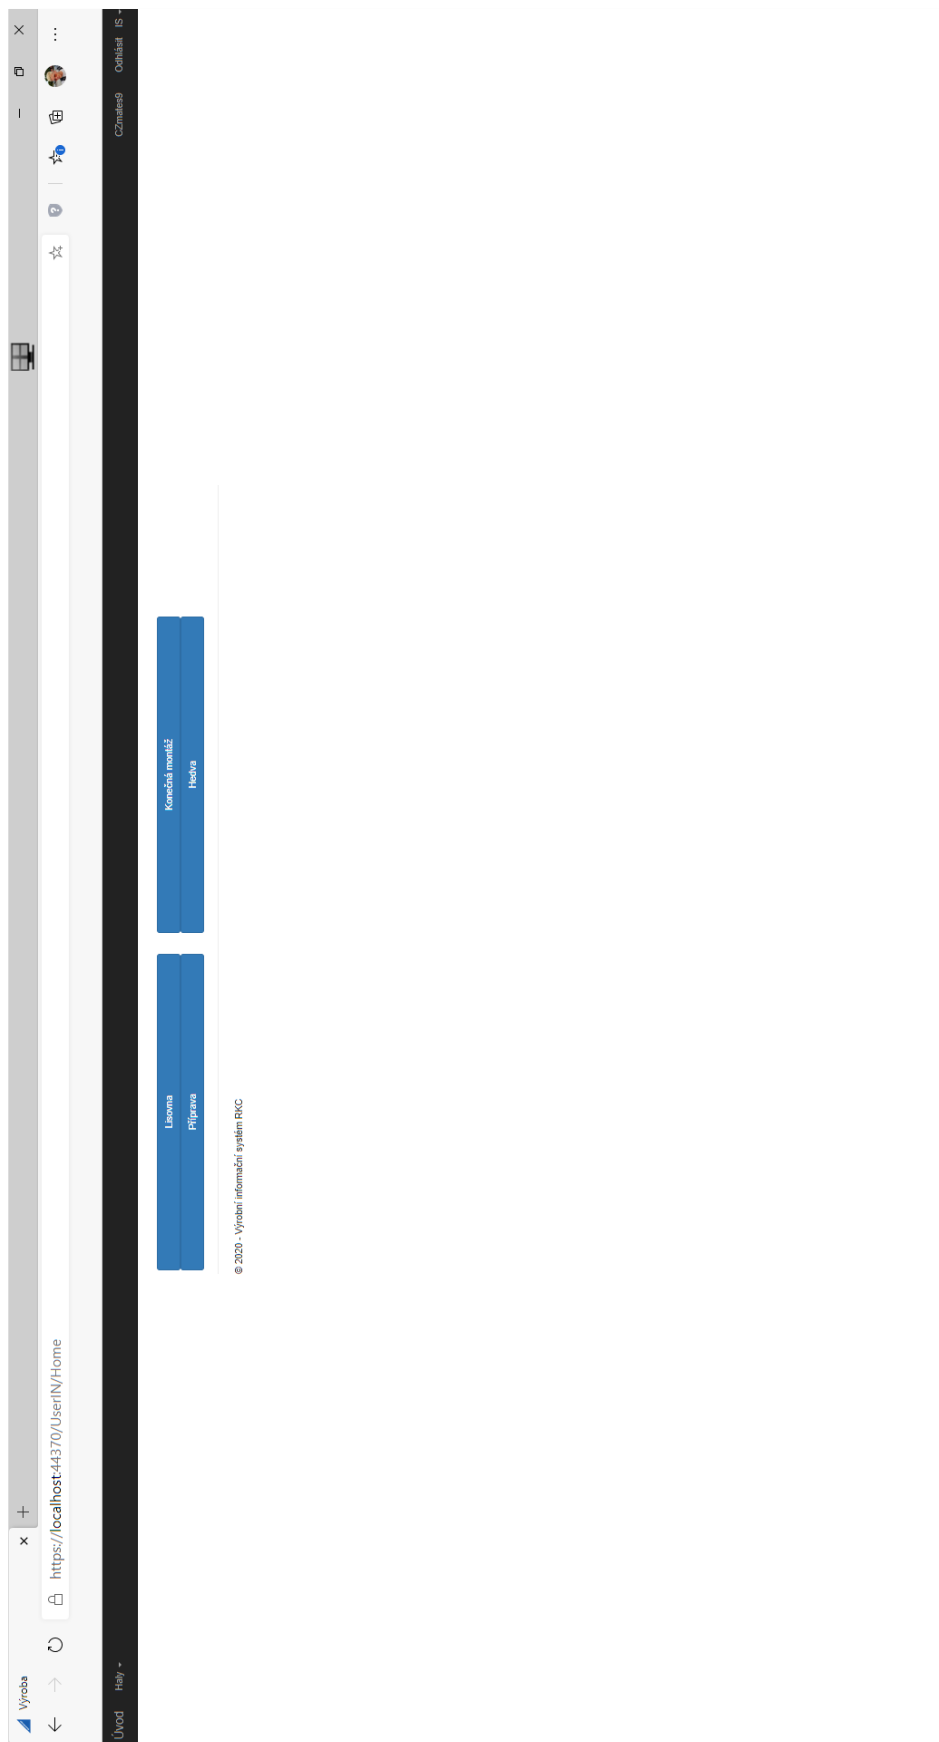 Výroba
https://localhost:44370/UserIN/Home
Úvod Haly CZmates9 Odhlásit IS
Lisovna Konečná montáž
Příprava Hedva
© 2020 - Výrobní informační systém RKC